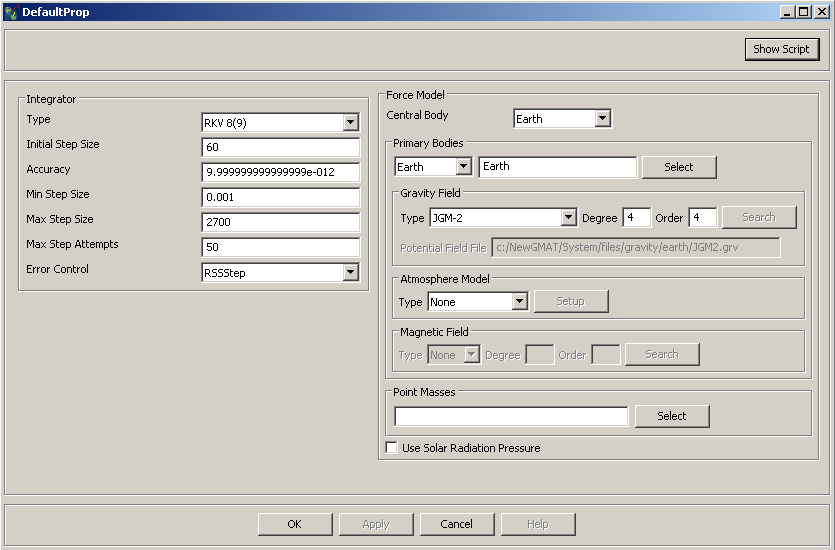 DefaultProp
Show Script
Integrator
Type RKV 8(9)
Initial Step Size 60
Accuracy 9.999999999999999e-012
Min Step Size 0.001
Max Step Size 2700
Max Step Attempts 50
Error Control RSSStep
Force Model
Central Body Earth
Primary Bodies
Earth Earth Select
Gravity Field
Type JGM-2 Degree 4 Order 4 Search
Potential Field File c:/NewGMAT/System/files/gravity/earth/JGM2.grv
Atmosphere Model
Type None Setup
Magnetic Field
Type None Degree Order Search
Point Masses
Select
Use Solar Radiation Pressure
OK Apply Cancel Help